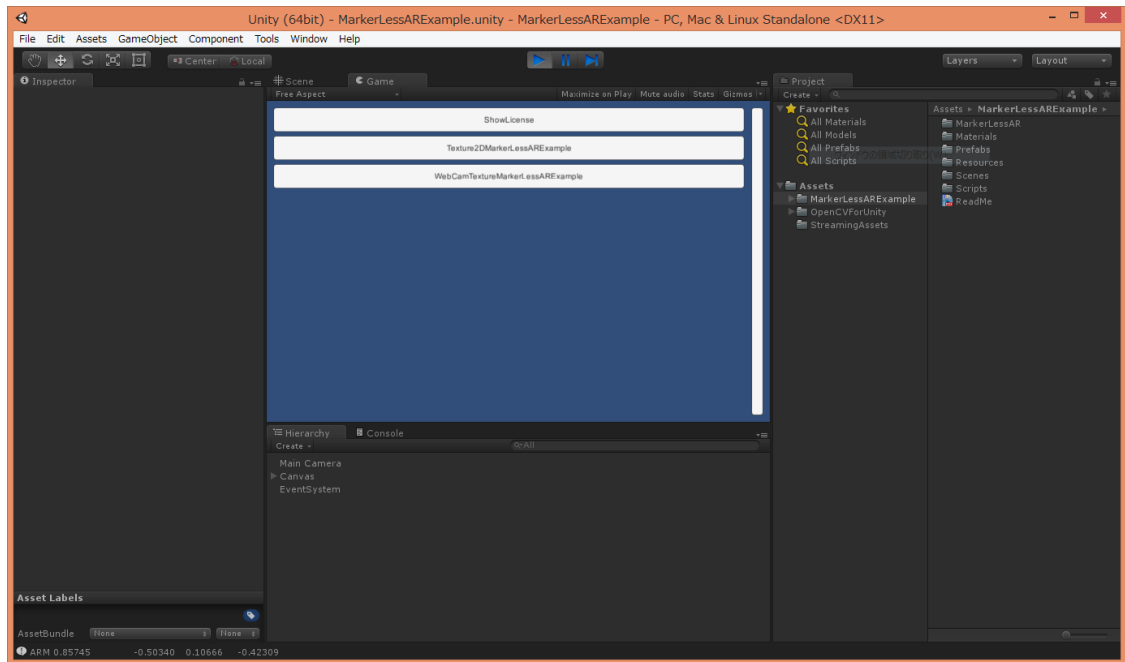 Unity (64bit) - MarkerLessARExample.unity - MarkerLessARExample - PC, Mac & Linux Standalone <DX11>
File Edit Assets GameObject Component Tools Window Help
Center Local
Layers Layout
Inspector
Scene Game
Free Aspect
Maximize on Play Mute audio Stats Gizmos
ShowLicense
Texture2DMarkerLessARExample
WebCamTextureMarkerLessARExample
Hierarchy Console
Create
All
Main Camera
Canvas
EventSystem
Project
Create
Favorites
All Materials
All Models
All Prefabs
All Scripts
Assets
MarkerLessARExample
OpenCVForUnity
StreamingAssets
Assets MarkerLessARExample
MarkerLessAR
Materials
Prefabs
Resources
Scenes
Scripts
ReadMe
Asset Labels
AssetBundle None None
ARM 0.85745 -0.50340 0.10666 -0.42309